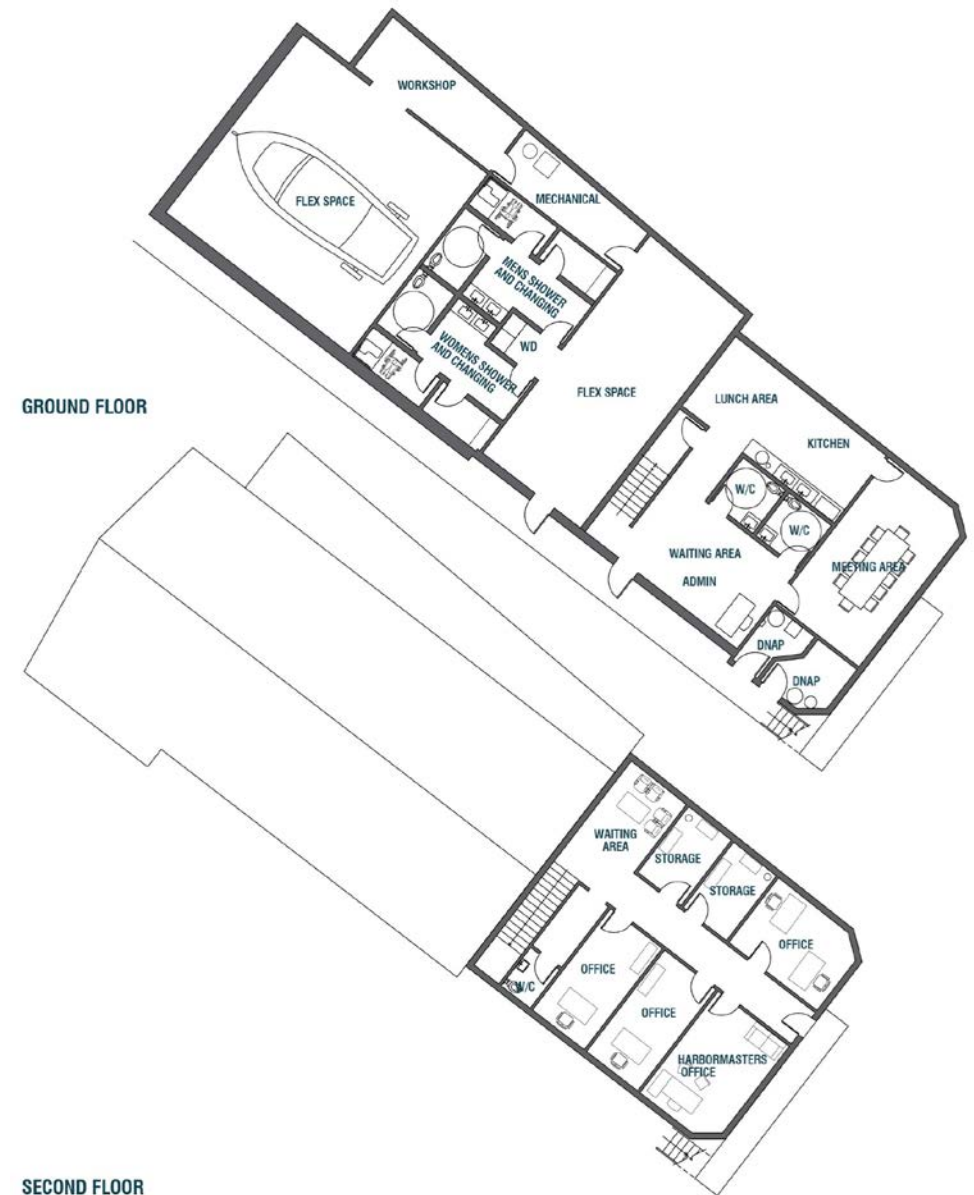 WORKSHOP
FLEX SPACE
MECHANICAL
MENS SHOWER
AND CHANGING
WD
WOMENS SHOWER
AND CHANGING
FLEX SPACE
LUNCH AREA
KITCHEN
W/C
W/C
WAITING AREA
ADMIN
MEETING AREA
DNAP
DNAP
GROUND FLOOR
WAITING
AREA
STORAGE
STORAGE
OFFICE
OFFICE
W/C
OFFICE
HARBORMASTERS
OFFICE
SECOND FLOOR